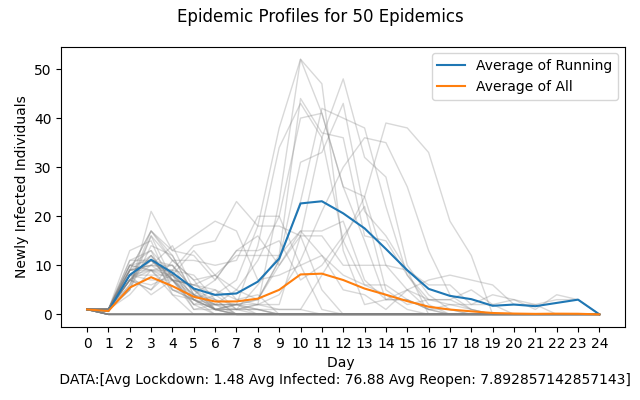 Epidemic Profiles for 50 Epidemics
Average of Running
Average of All
Newly Infected Individuals
50
40
30
20
10
0
0 1 2 3 4 5 6 7 8 9 10 11 12 13 14 15 16 17 18 19 20 21 22 23 24
Day
DATA:[Avg Lockdown: 1.48 Avg Infected: 76.88 Avg Reopen: 7.892857142857143]